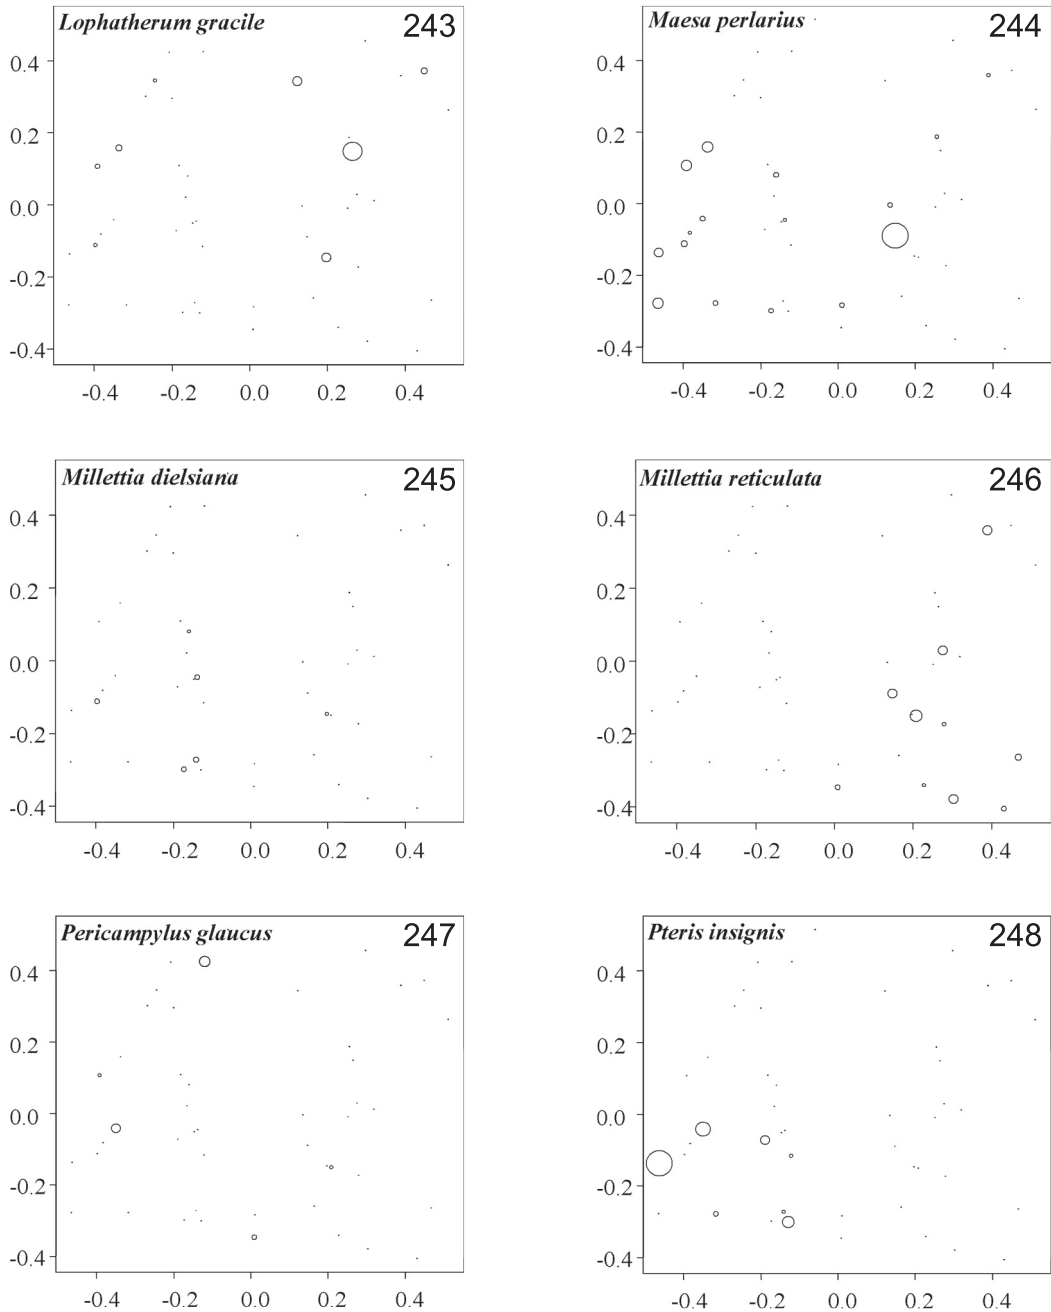 Lophatherum gracile 243
0.4
0.2
0.0
-0.2
-0.4
-0.4 -0.2 0.0 0.2 0.4
Maesa perlarius 244
0.4
0.2
0.0
-0.2
-0.4
-0.4 -0.2 0.0 0.2 0.4
Millettia dielsiana 245
0.4
0.2
0.0
-0.2
-0.4
-0.4 -0.2 0.0 0.2 0.4
Millettia reticulata 246
0.4
0.2
0.0
-0.2
-0.4
-0.4 -0.2 0.0 0.2 0.4
Pericampylus glaucus 247
0.4
0.2
0.0
-0.2
-0.4
-0.4 -0.2 0.0 0.2 0.4
Pteris insignis 248
0.4
0.2
0.0
-0.2
-0.4
-0.4 -0.2 0.0 0.2 0.4